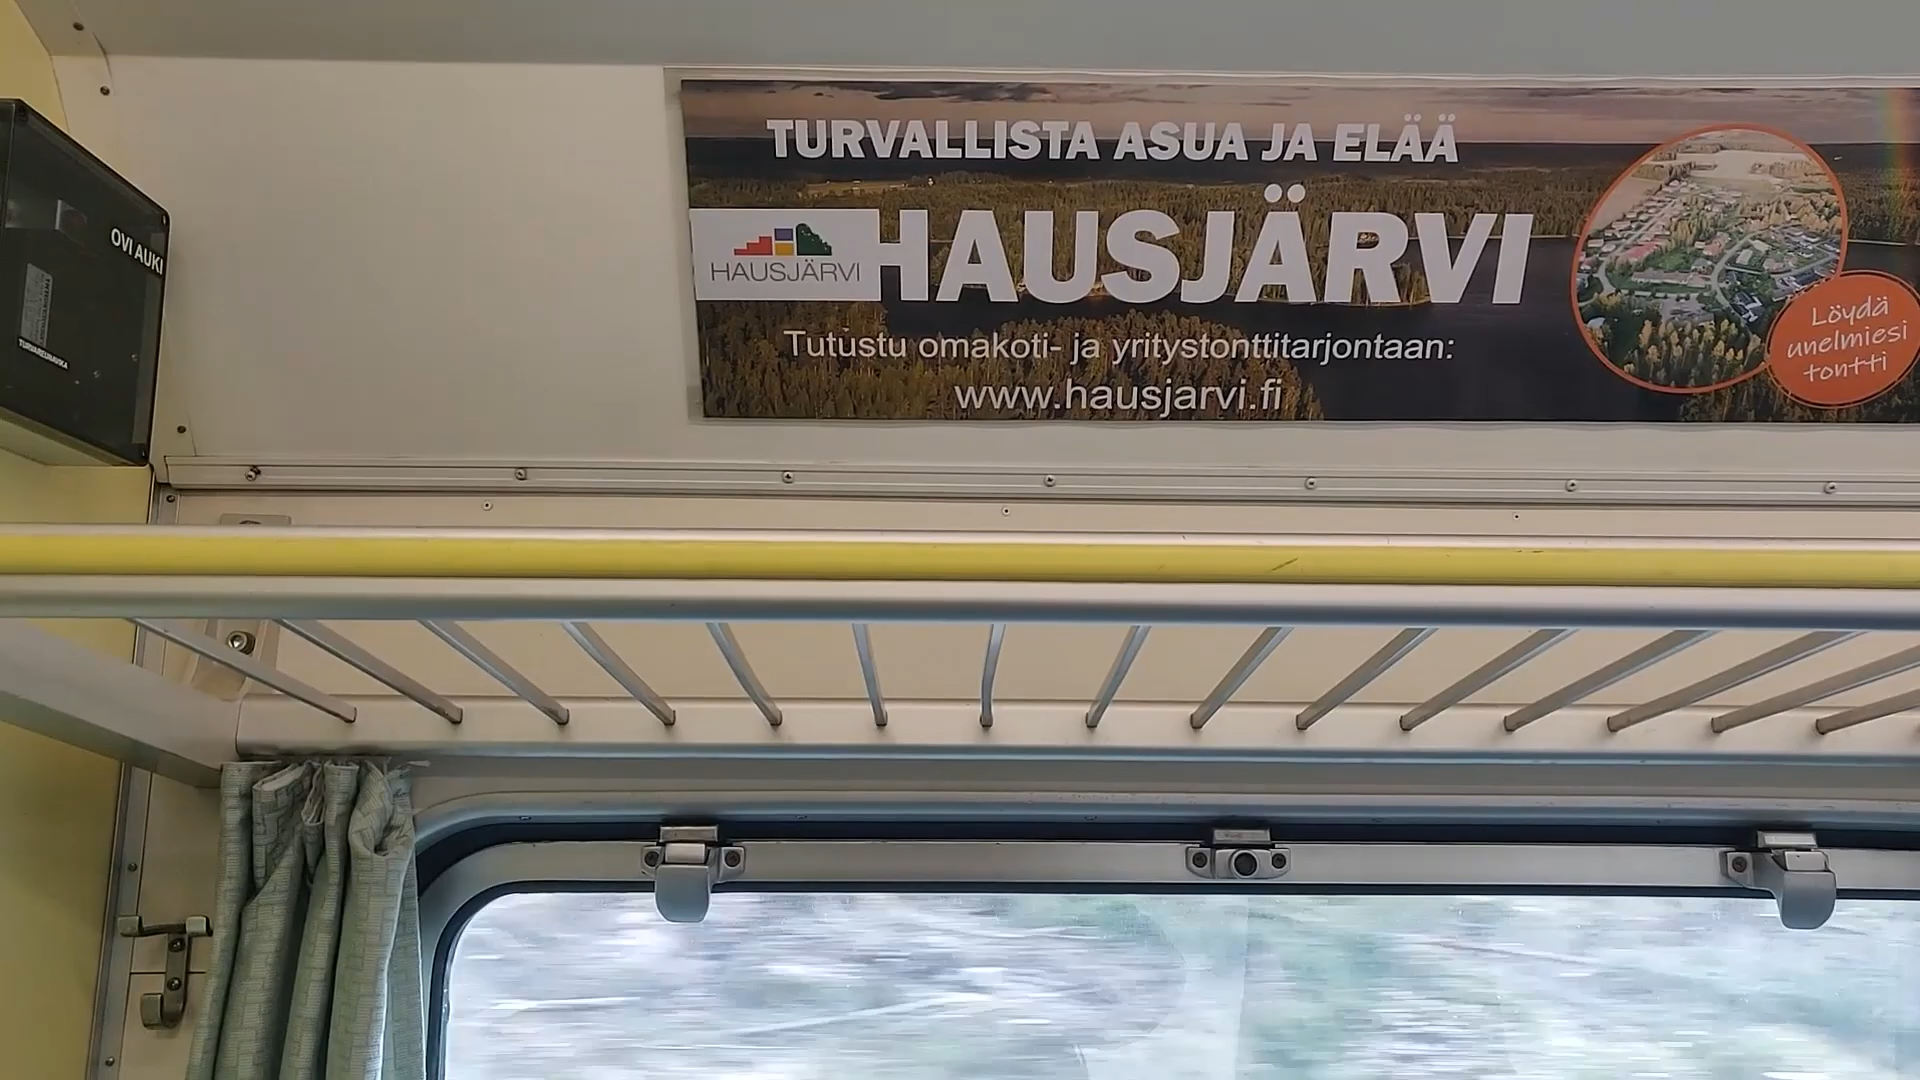 OVI AUKI
TURVALLISTA ASUA JA ELÄÄ
HAUSJÄRVI
HAUSJÄRVI
Tutustu omakoti- ja yritystonttitarjontaan:
www.hausjarvi.fi
Löydä
unelmiesi
tontti